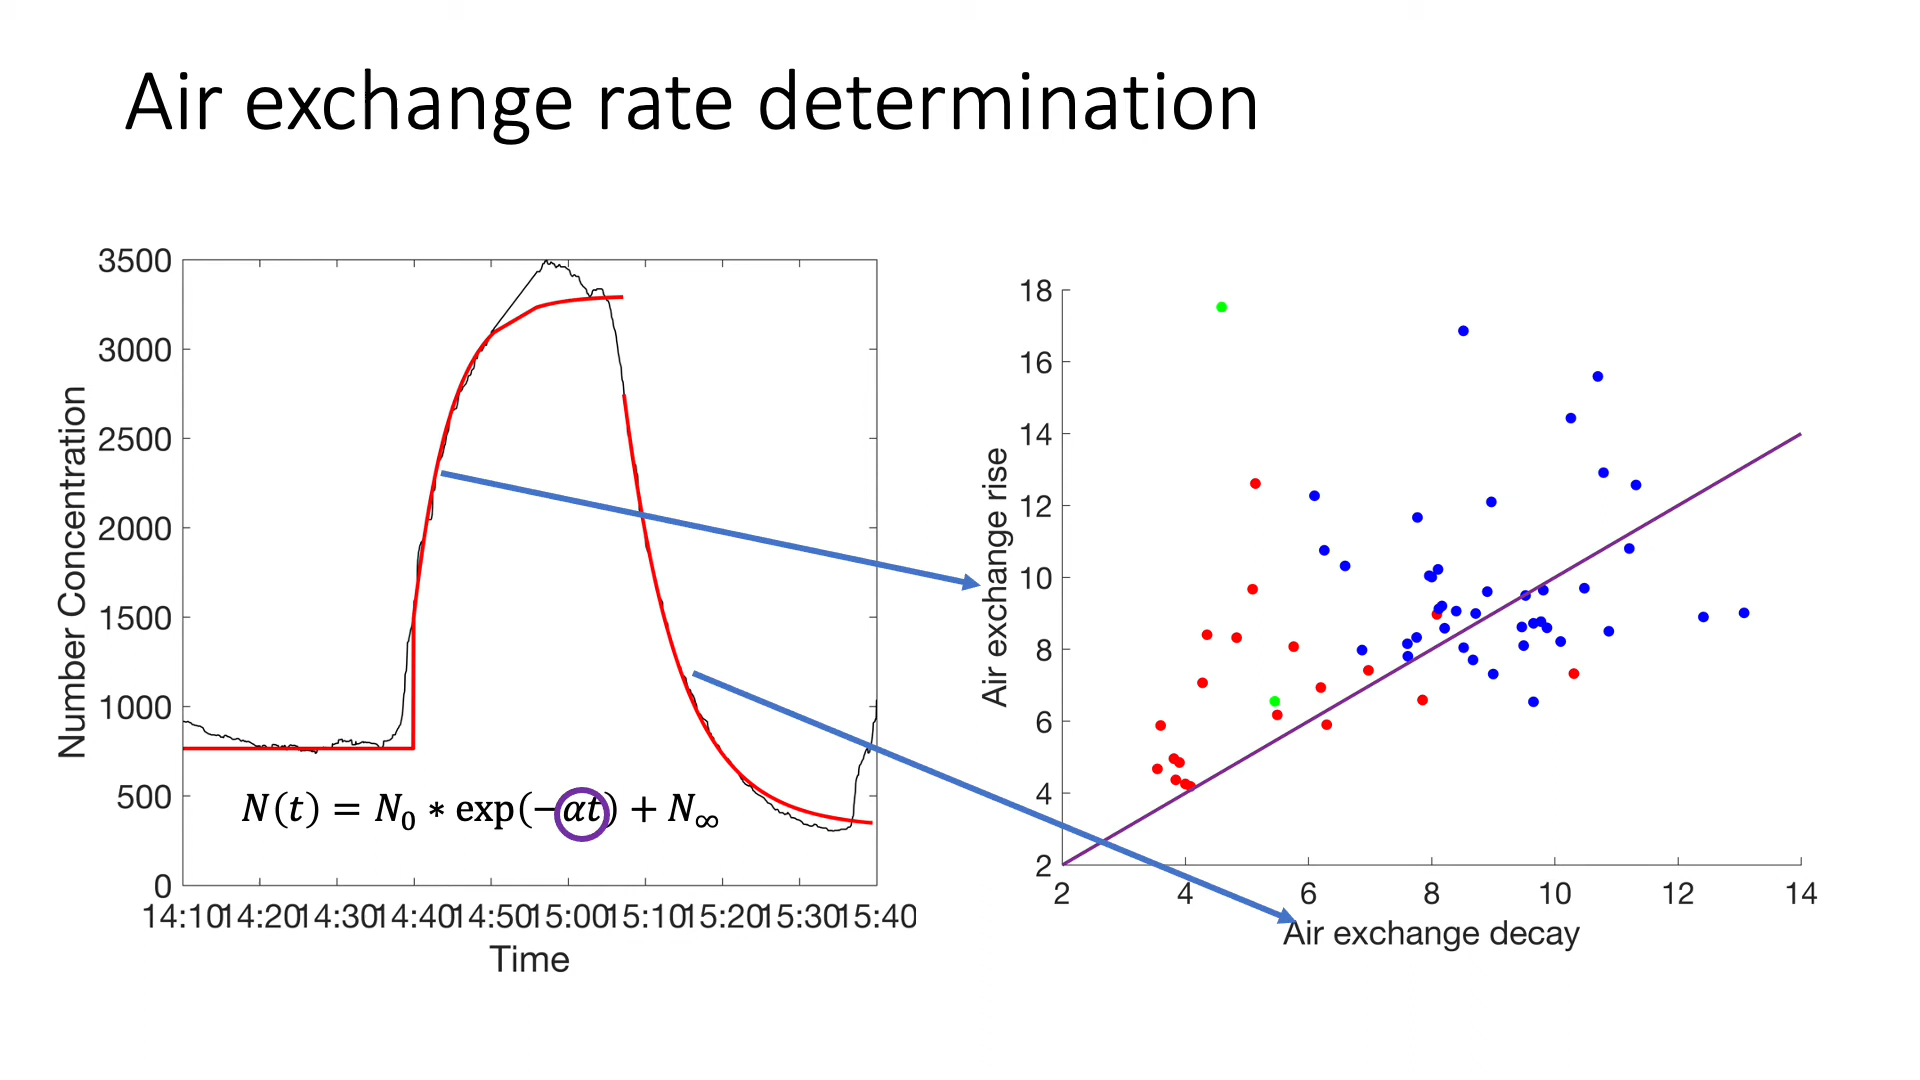 Air exchange rate determination
3500
3000
2500
2000
1500
1000
500
0
Number Concentration
N(t) = N₀ * exp(−αt) + N∞
14:10 14:20 14:30 14:40 14:50 15:00 15:10 15:20 15:30 15:40
Time
18
16
14
12
10
8
6
4
2
Air exchange rise
2 4 6 8 10 12 14
Air exchange decay